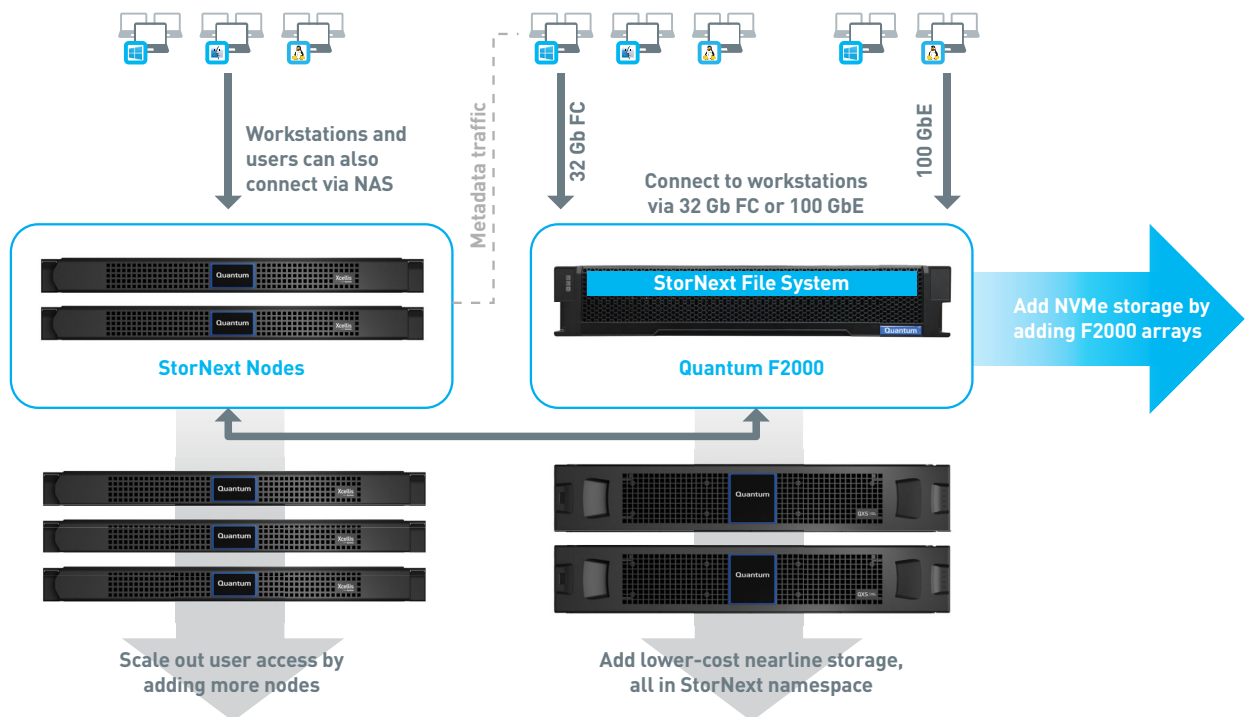 Workstations and
users can also
connect via NAS
Metadata traffic
32 Gb FC
Connect to workstations
via 32 Gb FC or 100 GbE
100 GbE
Quantum
Xcellis
Quantum
Xcellis
StorNext Nodes
StorNext File System
Quantum
Quantum F2000
Add NVMe storage by
adding F2000 arrays
Quantum
Xcellis
Quantum
Xcellis
Quantum
Xcellis
Quantum
QXS
Quantum
QXS
Scale out user access by
adding more nodes
Add lower-cost nearline storage,
all in StorNext namespace